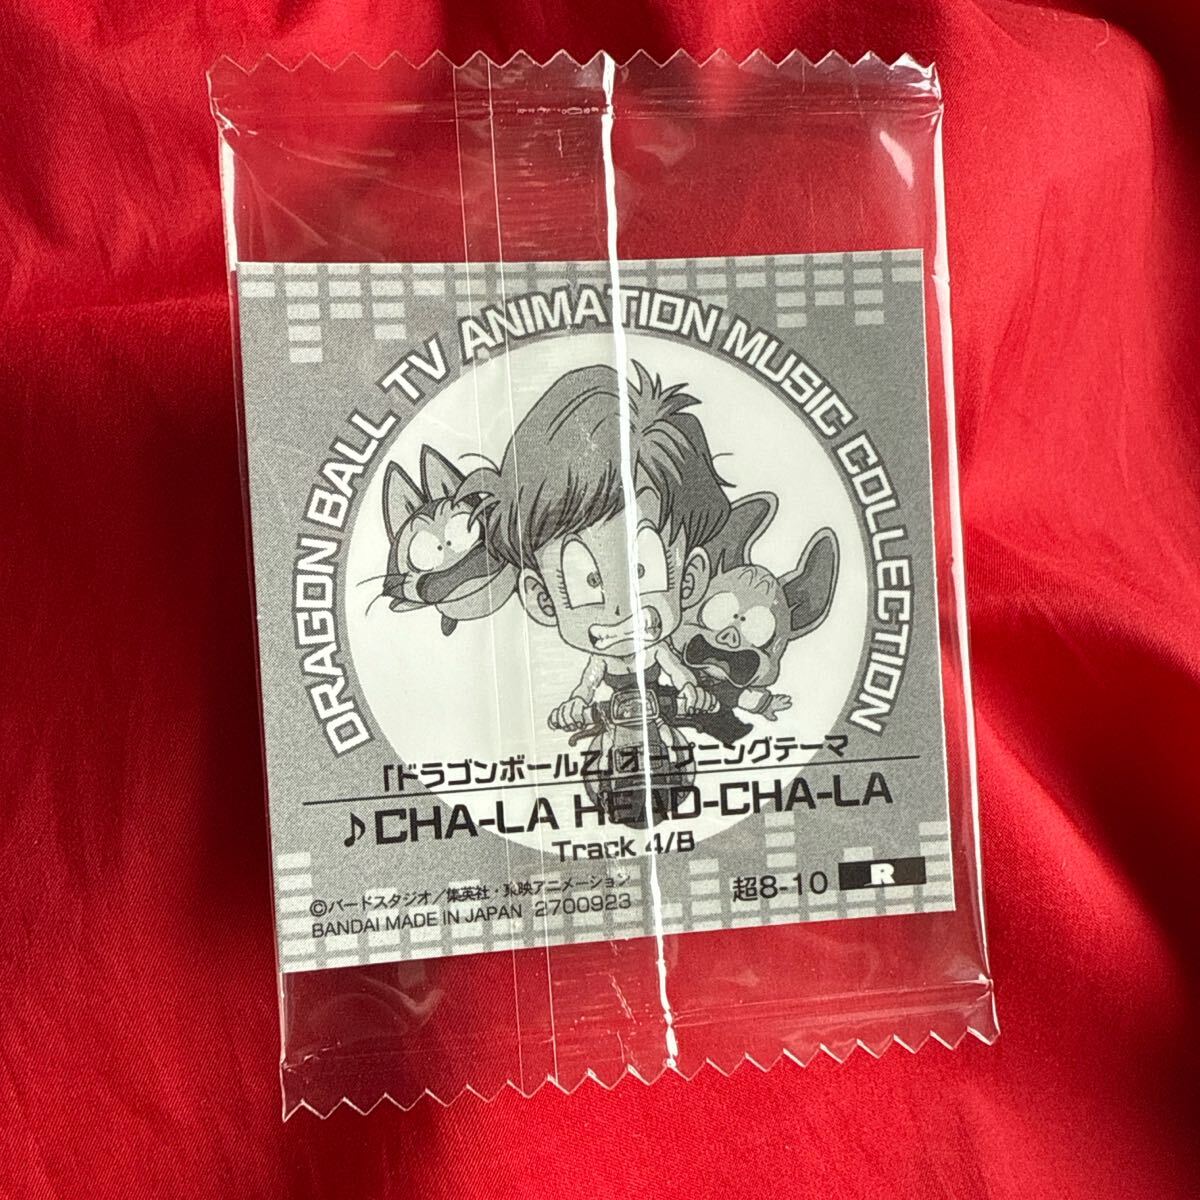 DRAGON BALL TV ANIMATION MUSIC COLLECTION
「ドラゴンボールZ」オープニングテーマ
♪CHA-LA HEAD-CHA-LA
Track 4/8
超8-10 R
©バードスタジオ/集英社・東映アニメーション
BANDAI MADE IN JAPAN 2700923